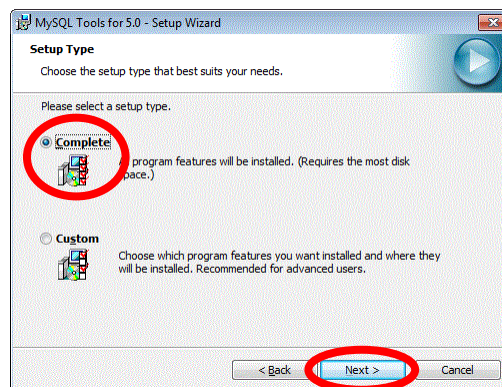 MySQL Tools for 5.0 - Setup Wizard
Setup Type
Choose the setup type that best suits your needs.
Please select a setup type.
Complete
program features will be installed. (Requires the most disk
Custom
Choose which program features you want installed and where they
will be installed. Recommended for advanced users.
< Back
Next >
Cancel